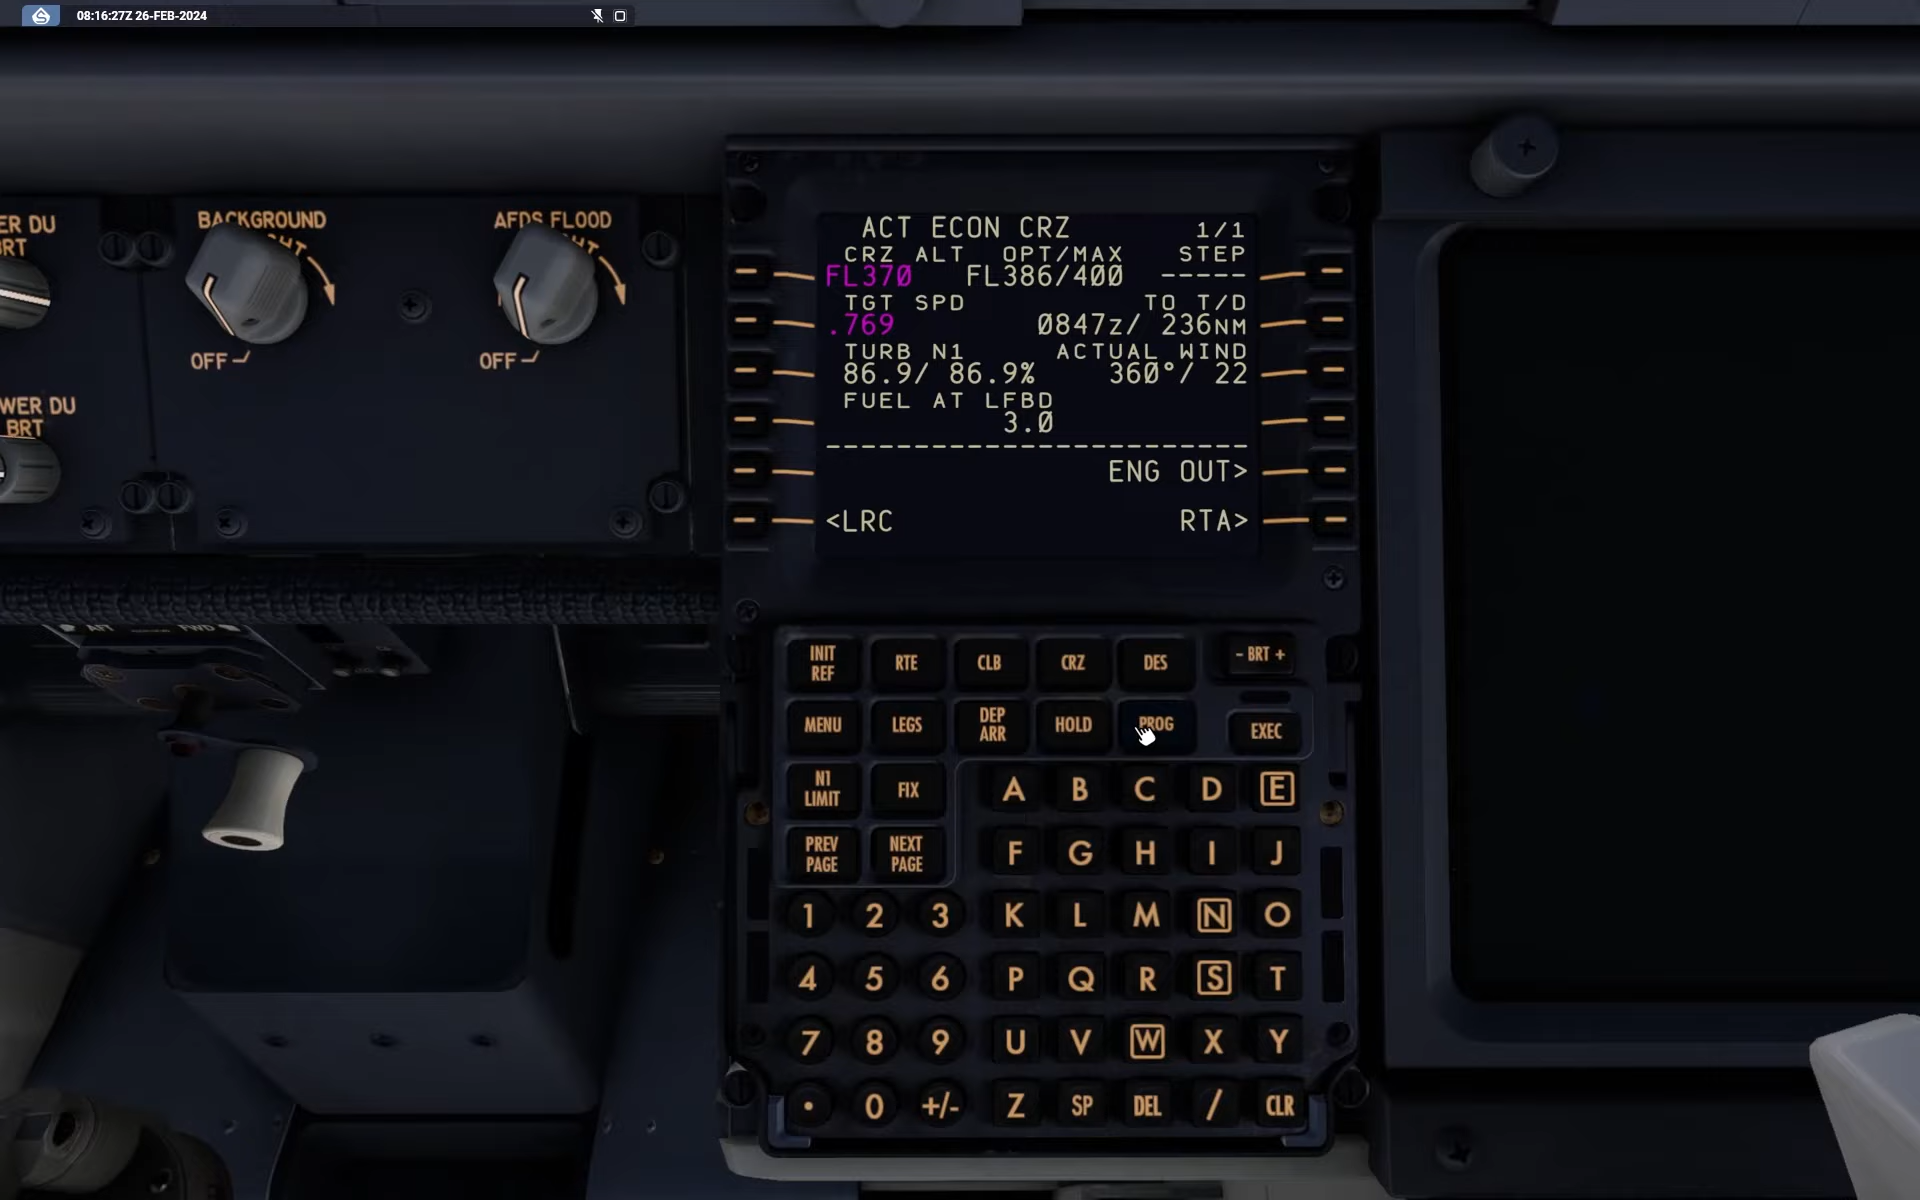 08:16:27Z 26-FEB-2024
ER DU
BRT
BACKGROUND
AFDS FLOOD
OFF
OFF
WER DU
BRT
ACT ECON CRZ 1/1
CRZ ALT OPT/MAX STEP
FL370 FL386/400 -----
TGT SPD TO T/D
.769 0847z/ 236NM
TURB N1 ACTUAL WIND
86.9/ 86.9% 360°/ 22
FUEL AT LFBD
3.0
------------------------
ENG OUT>
<LRC RTA>
AFT FWD
INIT REF RTE CLB CRZ DES - BRT +
MENU LEGS DEP ARR HOLD PROG EXEC
N1 LIMIT FIX A B C D E
PREV PAGE NEXT PAGE F G H I J
1 2 3 K L M N O
4 5 6 P Q R S T
7 8 9 U V W X Y
. 0 +/- Z SP DEL / CLR